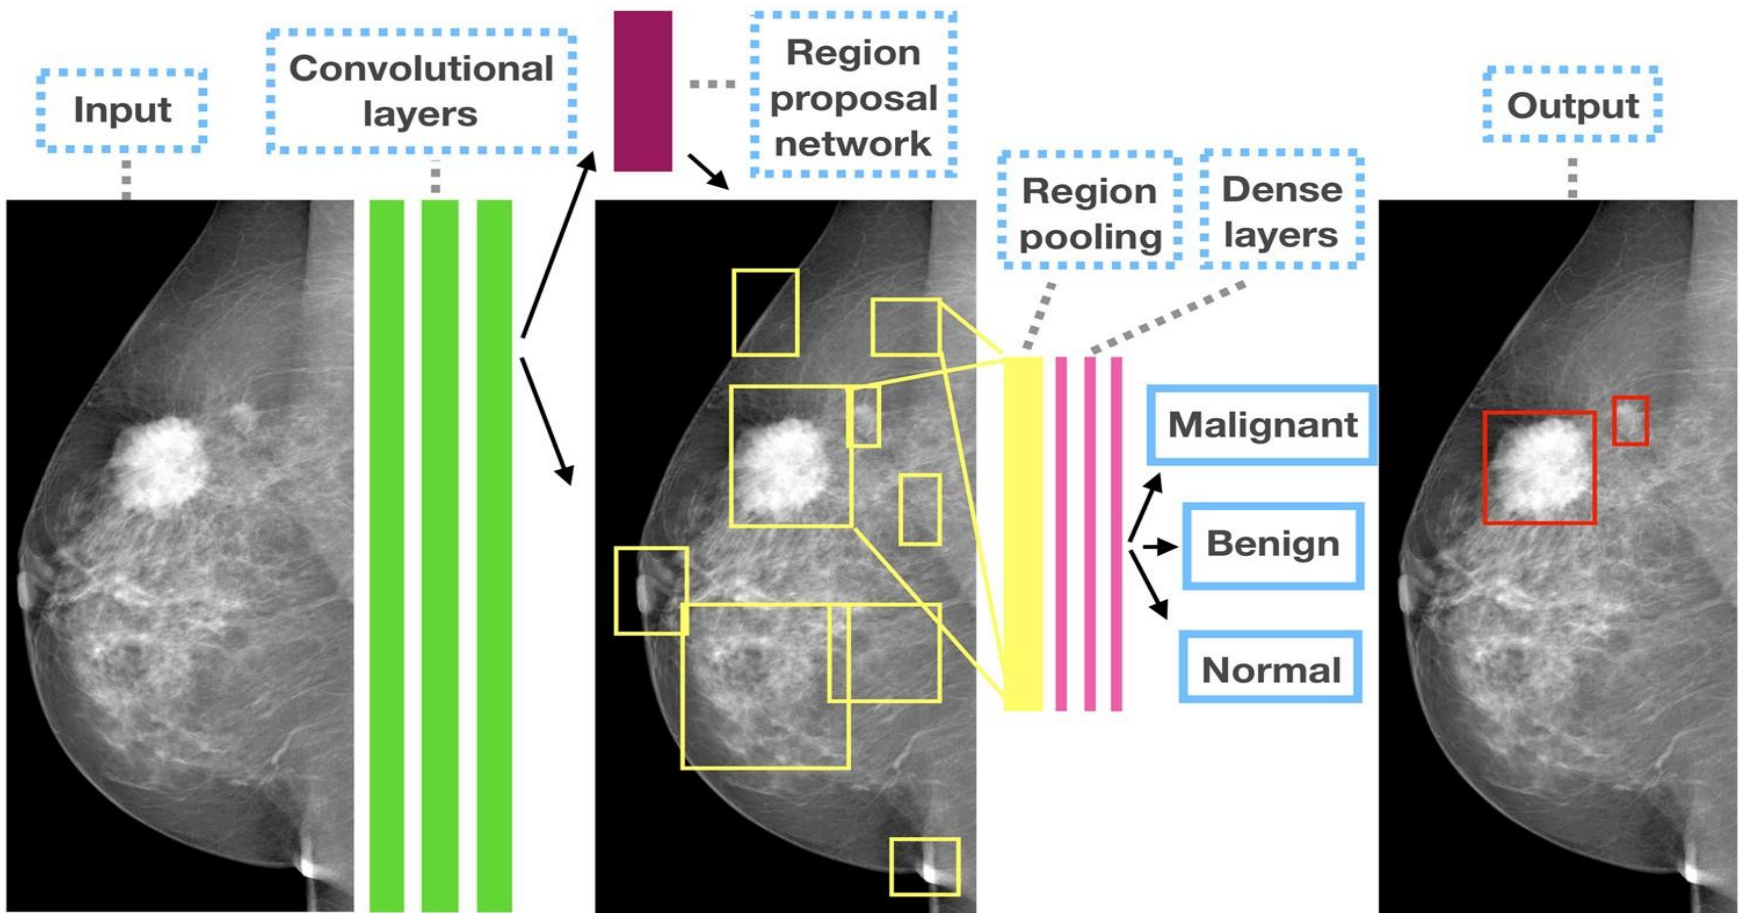 Input
Convolutional
layers
Region
proposal
network
Region
pooling
Dense
layers
Malignant
Benign
Normal
Output